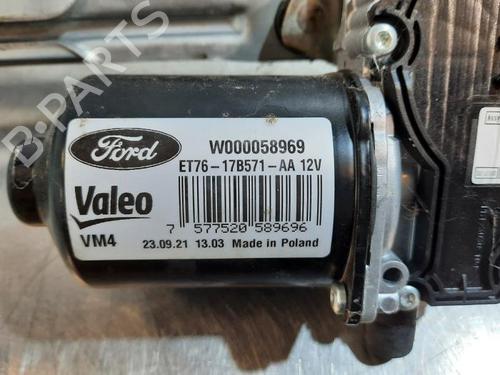 Ford
W000058969
ET76-17B571-AA 12V
Valeo
7 577520 589696
VM4
23.09.21 13.03 Made in Poland
B-PARTS